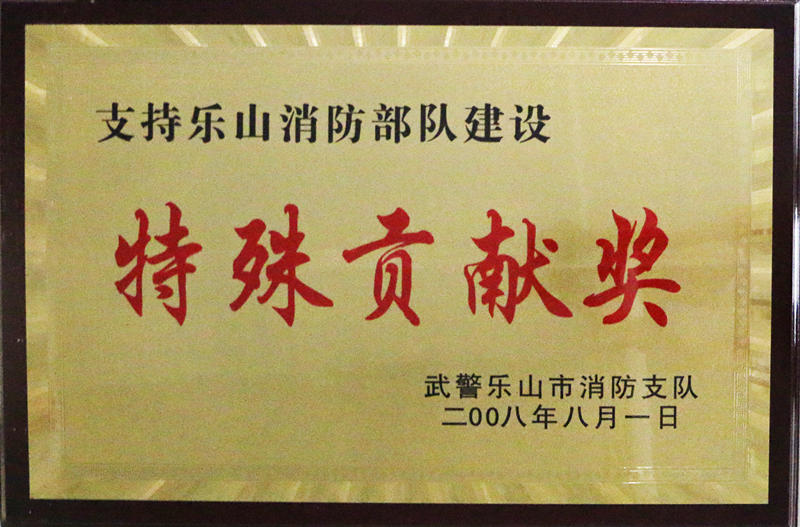 支持乐山消防部队建设
特殊贡献奖
武警乐山市消防支队
二00八年八月一日